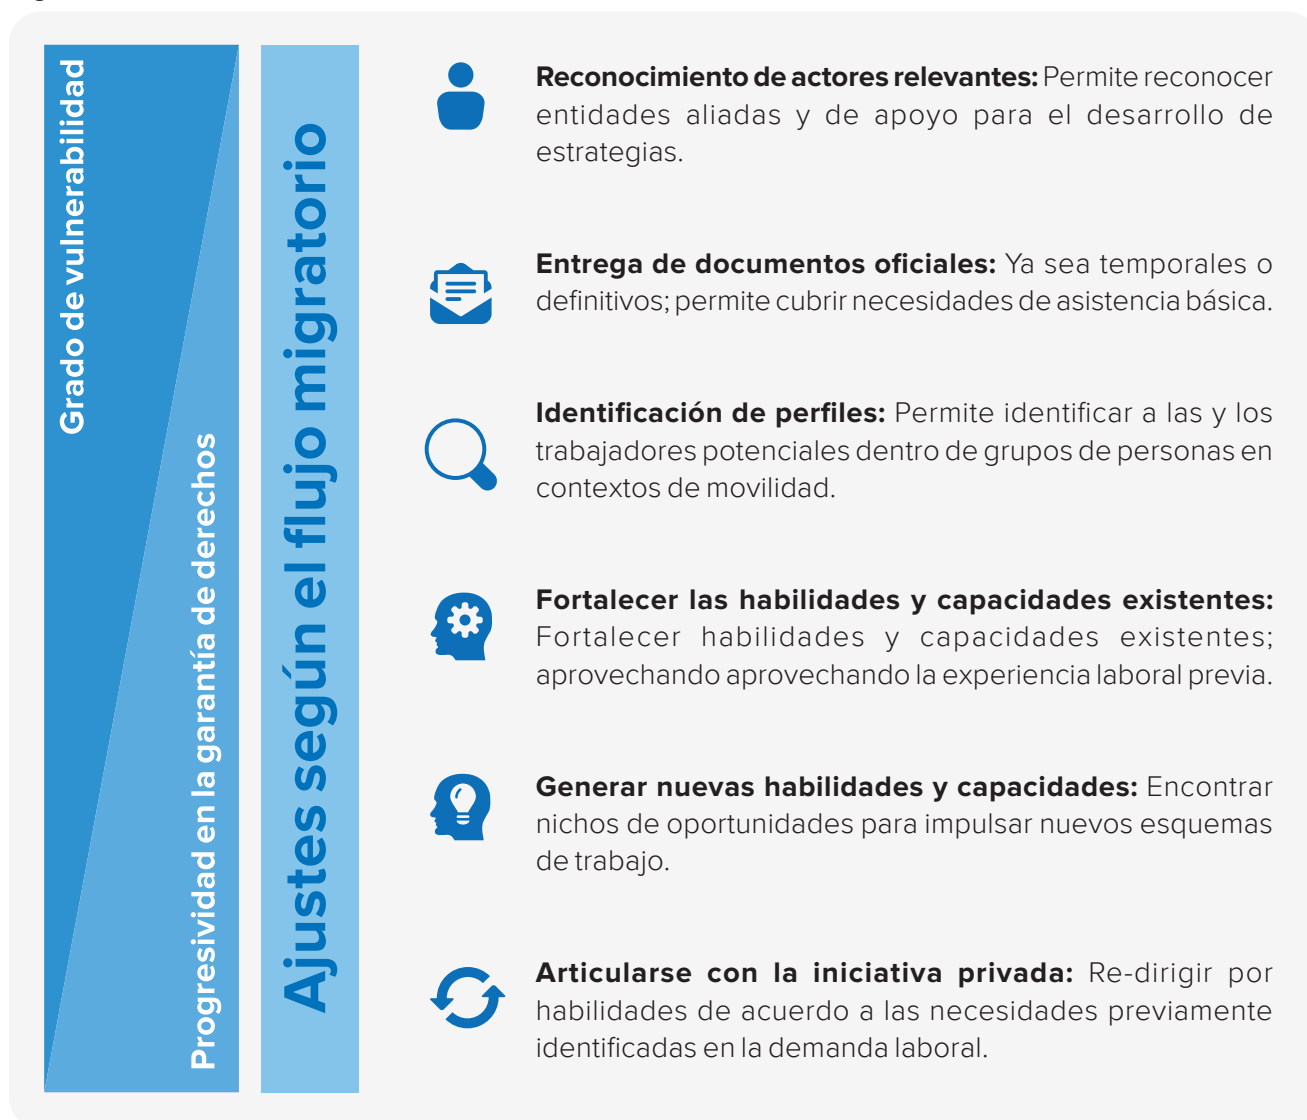 Grado de vulnerabilidad
Progresividad en la garantía de derechos
Ajustes según el flujo migratorio
Reconocimiento de actores relevantes: Permite reconocer
entidades aliadas y de apoyo para el desarrollo de
estrategias.
Entrega de documentos oficiales: Ya sea temporales o
definitivos; permite cubrir necesidades de asistencia básica.
Identificación de perfiles: Permite identificar a las y los
trabajadores potenciales dentro de grupos de personas en
contextos de movilidad.
Fortalecer las habilidades y capacidades existentes:
Fortalecer habilidades y capacidades existentes;
aprovechando aprovechando la experiencia laboral previa.
Generar nuevas habilidades y capacidades: Encontrar
nichos de oportunidades para impulsar nuevos esquemas
de trabajo.
Articularse con la iniciativa privada: Re-dirigir por
habilidades de acuerdo a las necesidades previamente
identificadas en la demanda laboral.